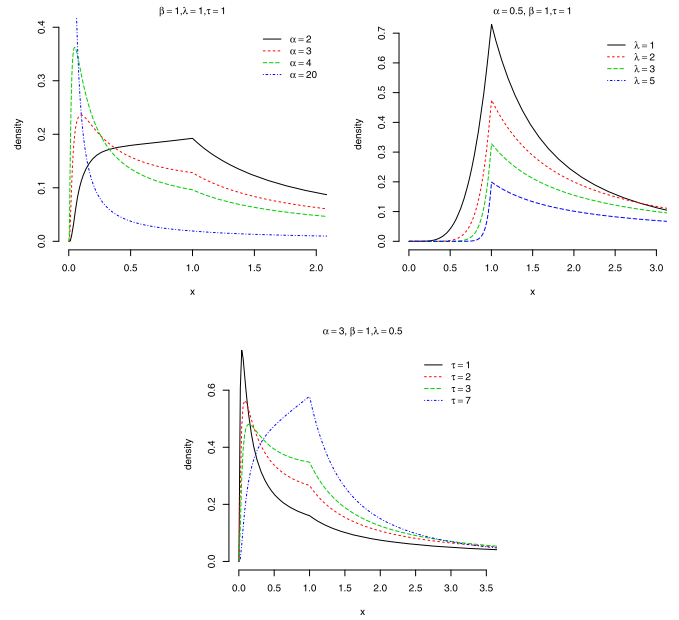 β = 1,λ = 1,τ = 1
α = 2
α = 3
α = 4
α = 20
density
0.0
0.1
0.2
0.3
0.4
0.0
0.5
1.0
1.5
2.0
x
α = 0.5, β = 1,τ = 1
λ = 1
λ = 2
λ = 3
λ = 5
density
0.0
0.1
0.2
0.3
0.4
0.5
0.6
0.7
0.0
0.5
1.0
1.5
2.0
2.5
3.0
x
α = 3, β = 1,λ = 0.5
τ = 1
τ = 2
τ = 3
τ = 7
density
0.0
0.2
0.4
0.6
0.0
0.5
1.0
1.5
2.0
2.5
3.0
3.5
x